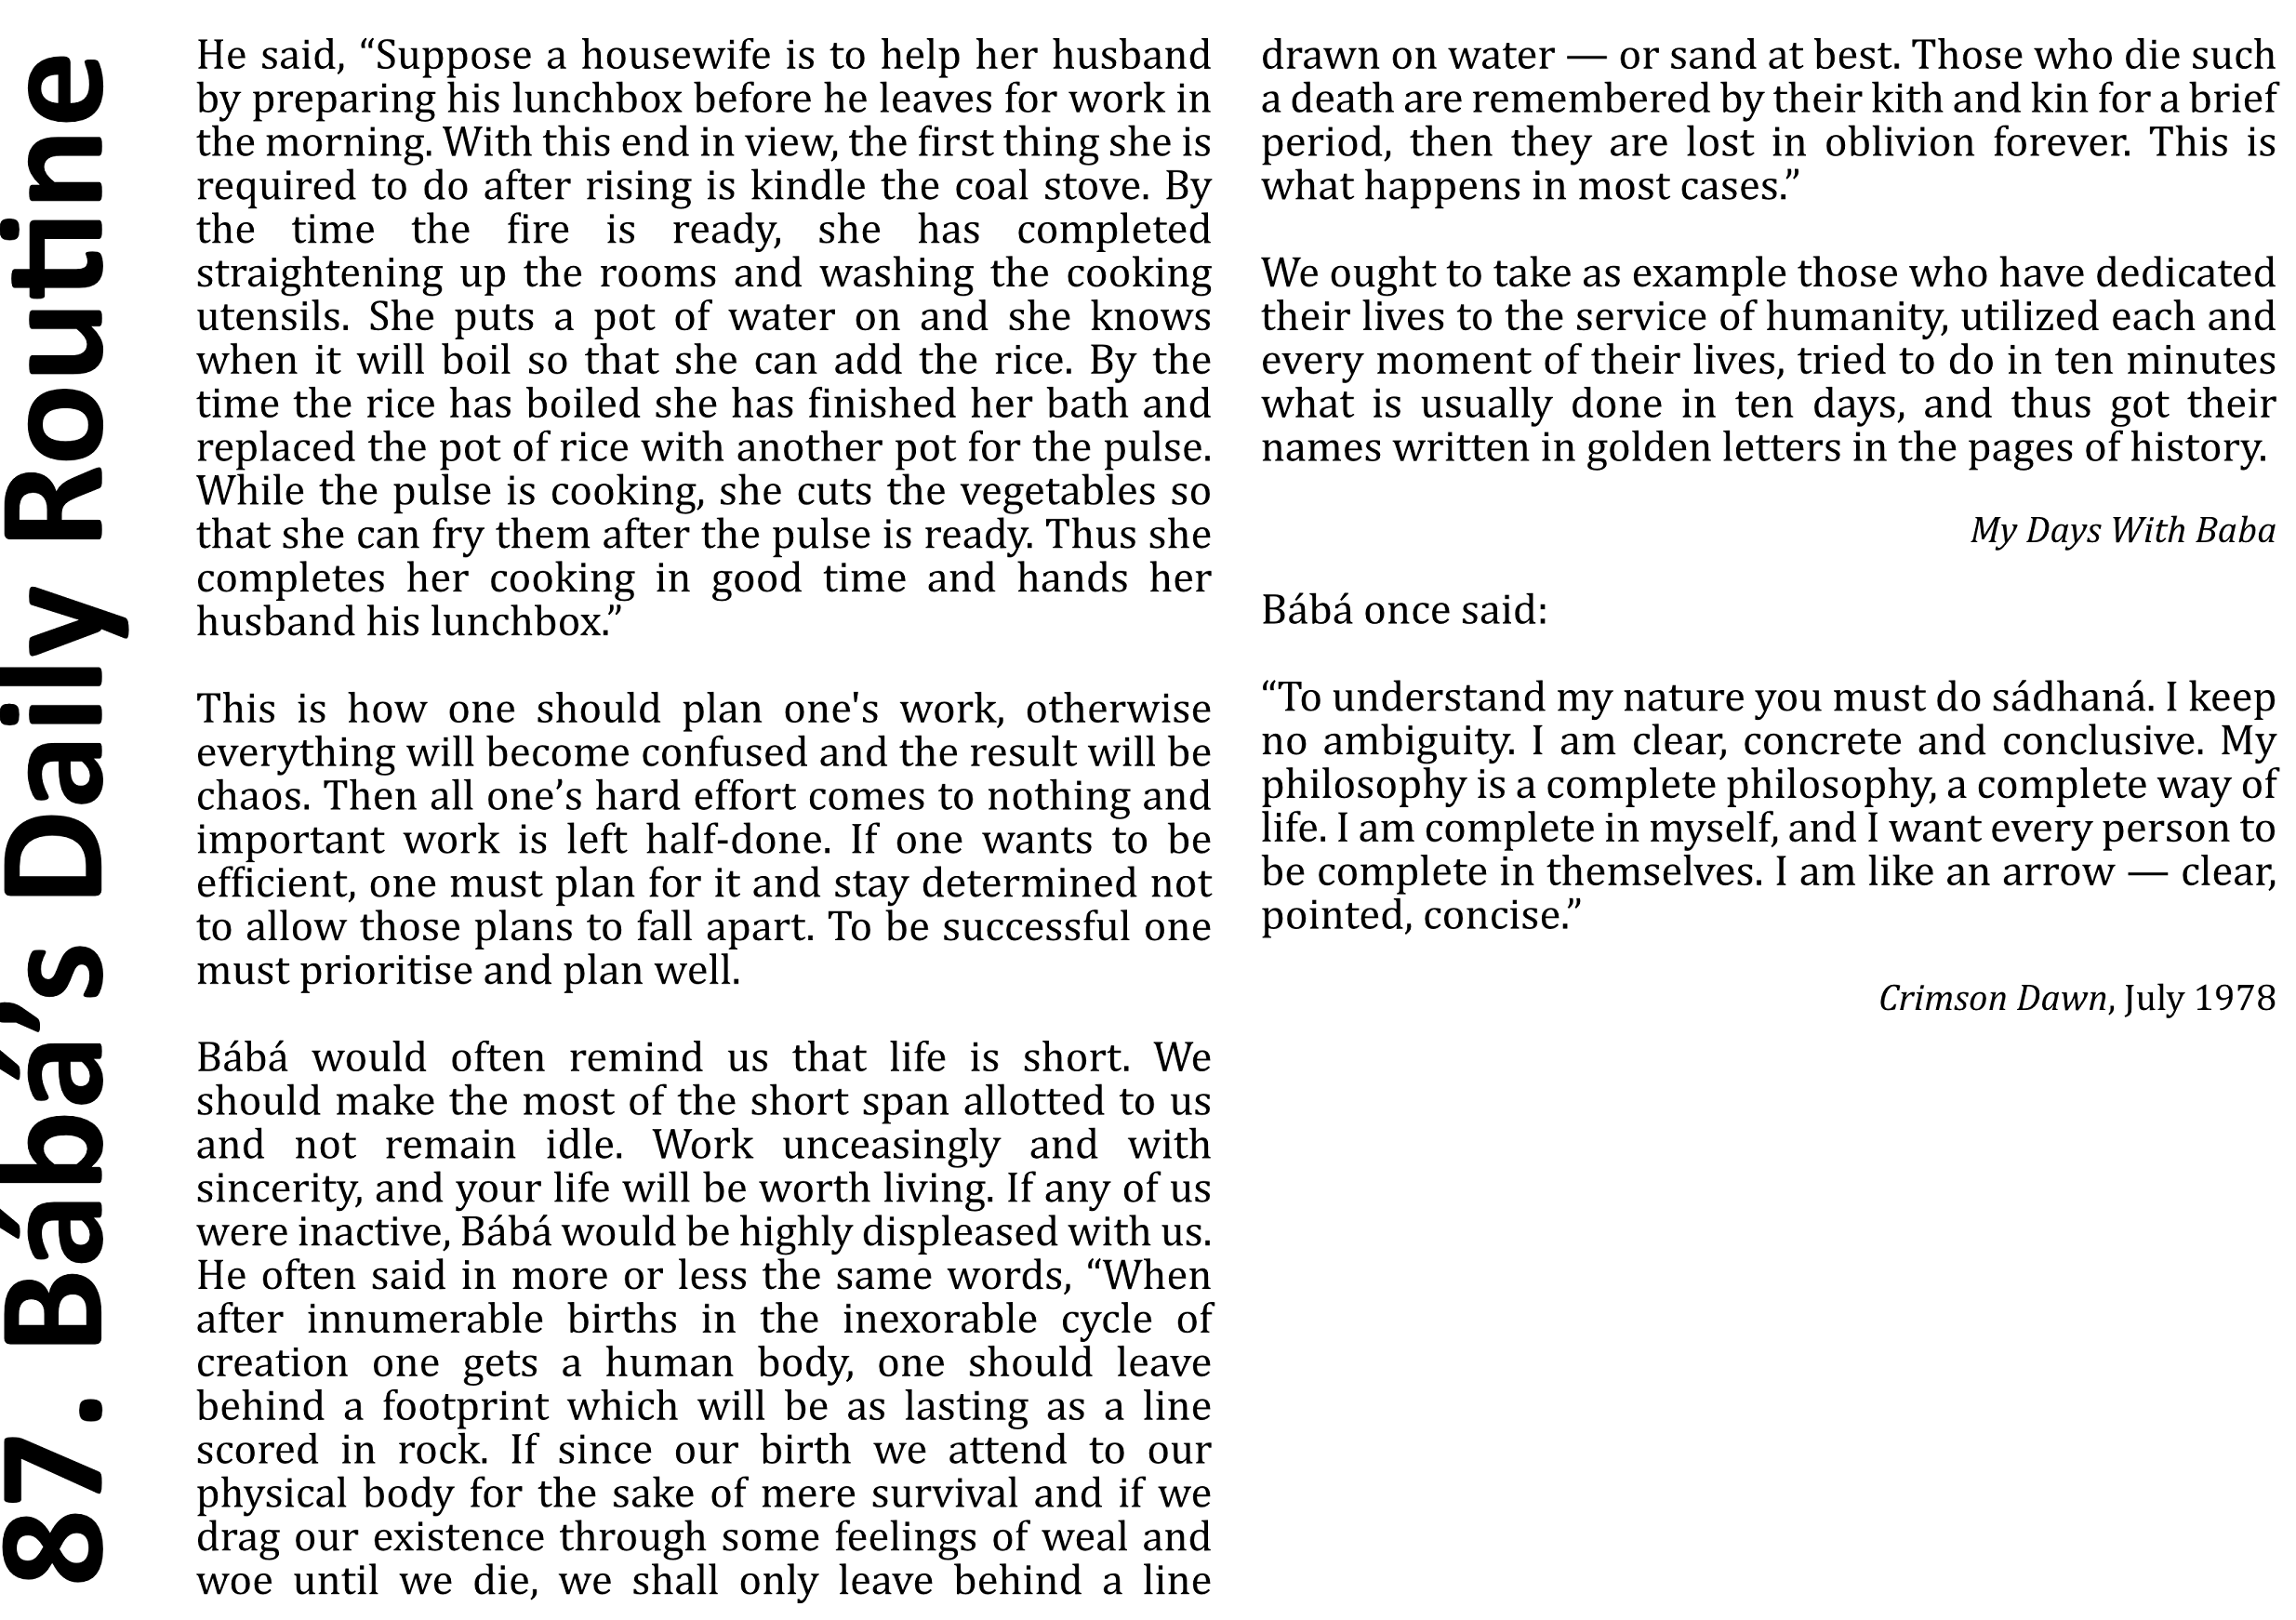 87. Bábá’s Daily Routine
He said, “Suppose a housewife is to help her husband
by preparing his lunchbox before he leaves for work in
the morning. With this end in view, the first thing she is
required to do after rising is kindle the coal stove. By
the time the fire is ready, she has completed
straightening up the rooms and washing the cooking
utensils. She puts a pot of water on and she knows
when it will boil so that she can add the rice. By the
time the rice has boiled she has finished her bath and
replaced the pot of rice with another pot for the pulse.
While the pulse is cooking, she cuts the vegetables so
that she can fry them after the pulse is ready. Thus she
completes her cooking in good time and hands her
husband his lunchbox.”
This is how one should plan one's work, otherwise
everything will become confused and the result will be
chaos. Then all one’s hard effort comes to nothing and
important work is left half-done. If one wants to be
efficient, one must plan for it and stay determined not
to allow those plans to fall apart. To be successful one
must prioritise and plan well.
Bábá would often remind us that life is short. We
should make the most of the short span allotted to us
and not remain idle. Work unceasingly and with
sincerity, and your life will be worth living. If any of us
were inactive, Bábá would be highly displeased with us.
He often said in more or less the same words, “When
after innumerable births in the inexorable cycle of
creation one gets a human body, one should leave
behind a footprint which will be as lasting as a line
scored in rock. If since our birth we attend to our
physical body for the sake of mere survival and if we
drag our existence through some feelings of weal and
woe until we die, we shall only leave behind a line
drawn on water — or sand at best. Those who die such
a death are remembered by their kith and kin for a brief
period, then they are lost in oblivion forever. This is
what happens in most cases.”
We ought to take as example those who have dedicated
their lives to the service of humanity, utilized each and
every moment of their lives, tried to do in ten minutes
what is usually done in ten days, and thus got their
names written in golden letters in the pages of history.
My Days With Baba
Bábá once said:
“To understand my nature you must do sádhaná. I keep
no ambiguity. I am clear, concrete and conclusive. My
philosophy is a complete philosophy, a complete way of
life. I am complete in myself, and I want every person to
be complete in themselves. I am like an arrow — clear,
pointed, concise.”
Crimson Dawn, July 1978